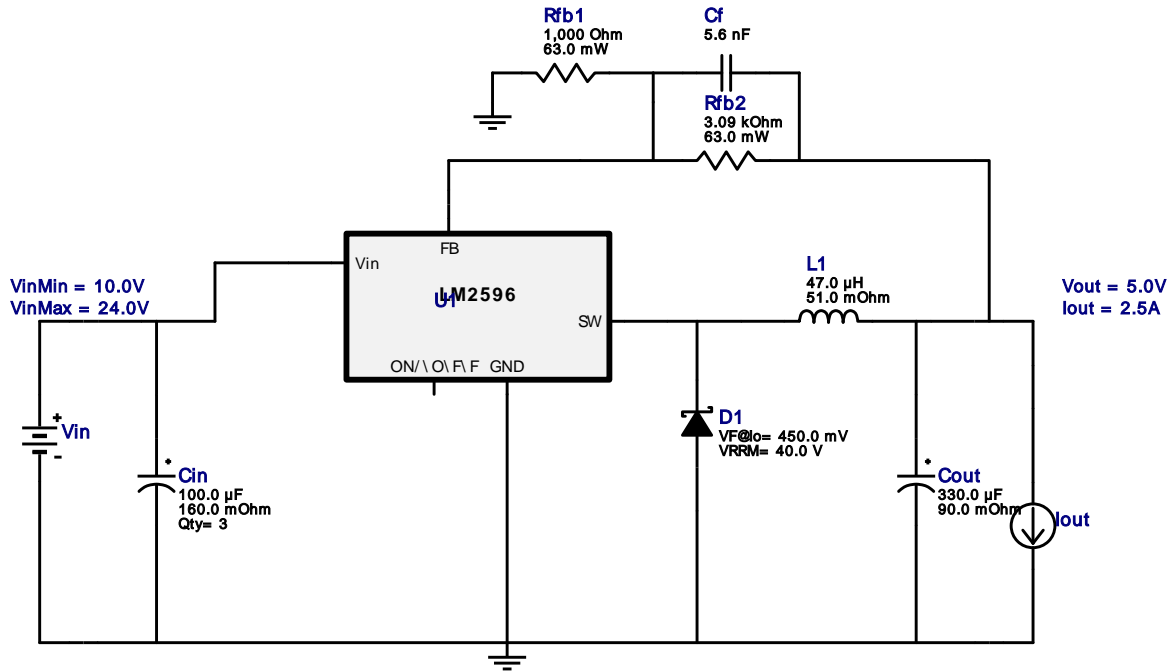 Rfb1
1,000 Ohm
63.0 mW
Cf
5.6 nF
Rfb2
3.09 kOhm
63.0 mW
FB
Vin
LM2596
U1
SW
ON/ \ O\ F\ F GND
VinMin = 10.0V
VinMax = 24.0V
L1
47.0 µH
51.0 mOhm
Vout = 5.0V
Iout = 2.5A
Vin
D1
VF@Io= 450.0 mV
VRRM= 40.0 V
Cin
100.0 µF
160.0 mOhm
Qty= 3
Cout
330.0 µF
90.0 mOhm
Iout